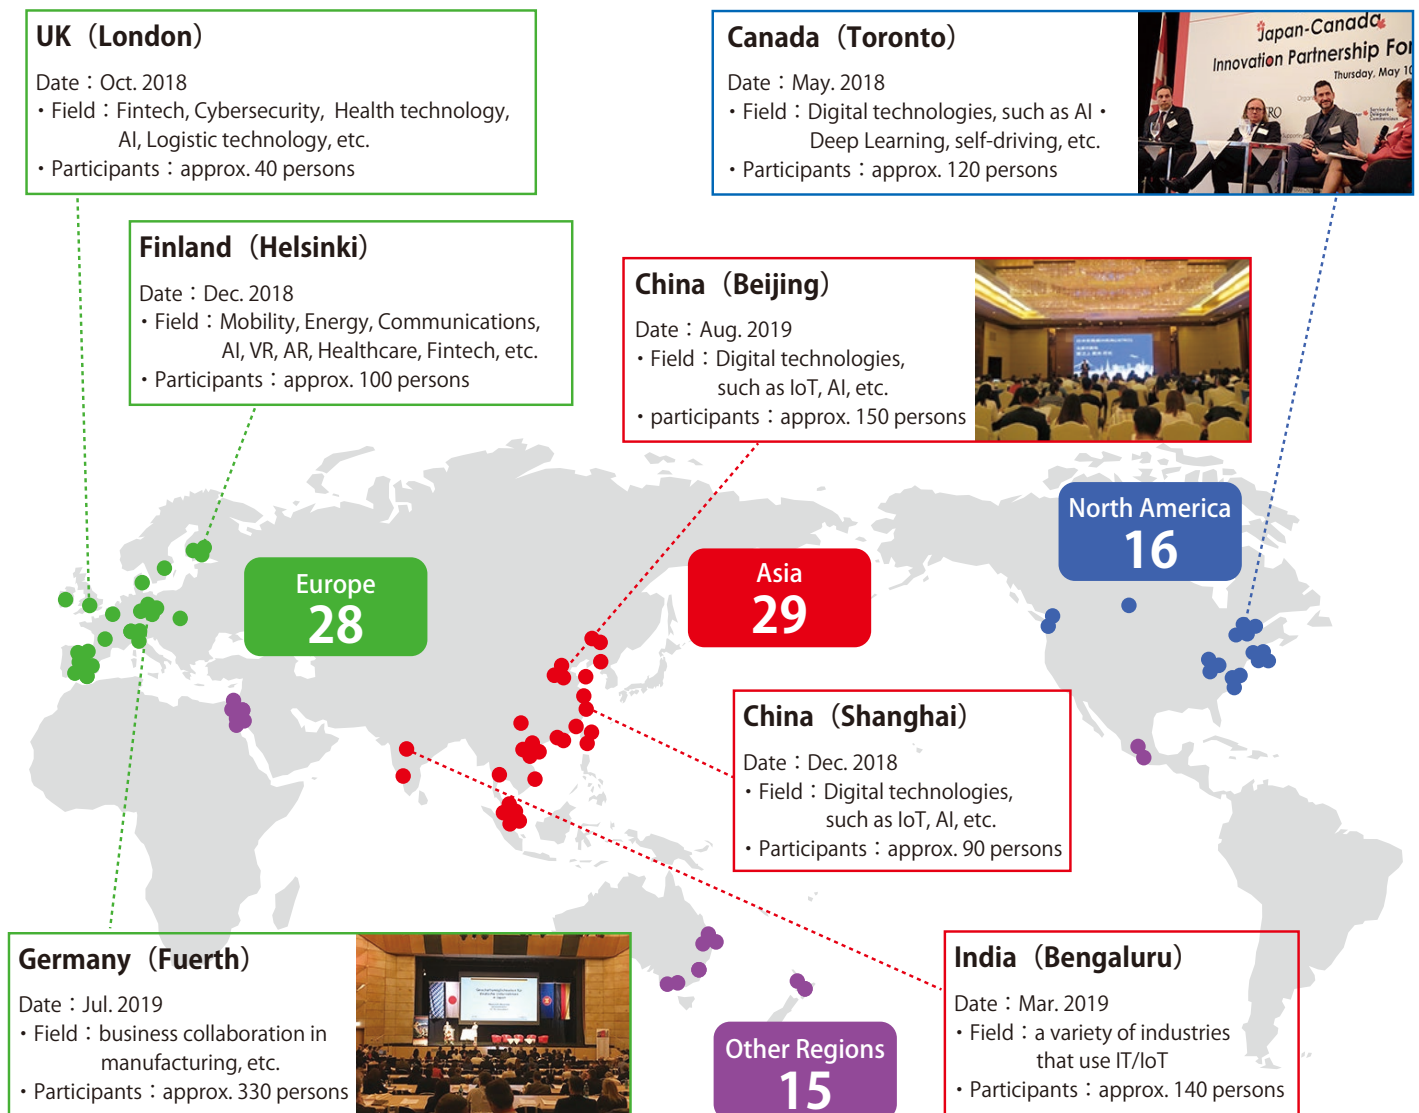 UK（London）
Date：Oct. 2018
・Field：Fintech, Cybersecurity, Health technology,
AI, Logistic technology, etc.
・Participants：approx. 40 persons
Canada（Toronto）
Date：May. 2018
・Field：Digital technologies, such as AI・
Deep Learning, self-driving, etc.
・Participants：approx. 120 persons
Japan-Canada
Innovation Partnership For
Thursday, May 10
Finland（Helsinki）
Date：Dec. 2018
・Field：Mobility, Energy, Communications,
AI, VR, AR, Healthcare, Fintech, etc.
・Participants：approx. 100 persons
China（Beijing）
Date：Aug. 2019
・Field：Digital technologies,
such as IoT, AI, etc.
・participants：approx. 150 persons
North America
16
Europe
28
Asia
29
China（Shanghai）
Date：Dec. 2018
・Field：Digital technologies,
such as IoT, AI, etc.
・Participants：approx. 90 persons
Germany（Fuerth）
Date：Jul. 2019
・Field：business collaboration in
manufacturing, etc.
・Participants：approx. 330 persons
India（Bengaluru）
Date：Mar. 2019
・Field：a variety of industries
that use IT/IoT
・Participants：approx. 140 persons
Other Regions
15